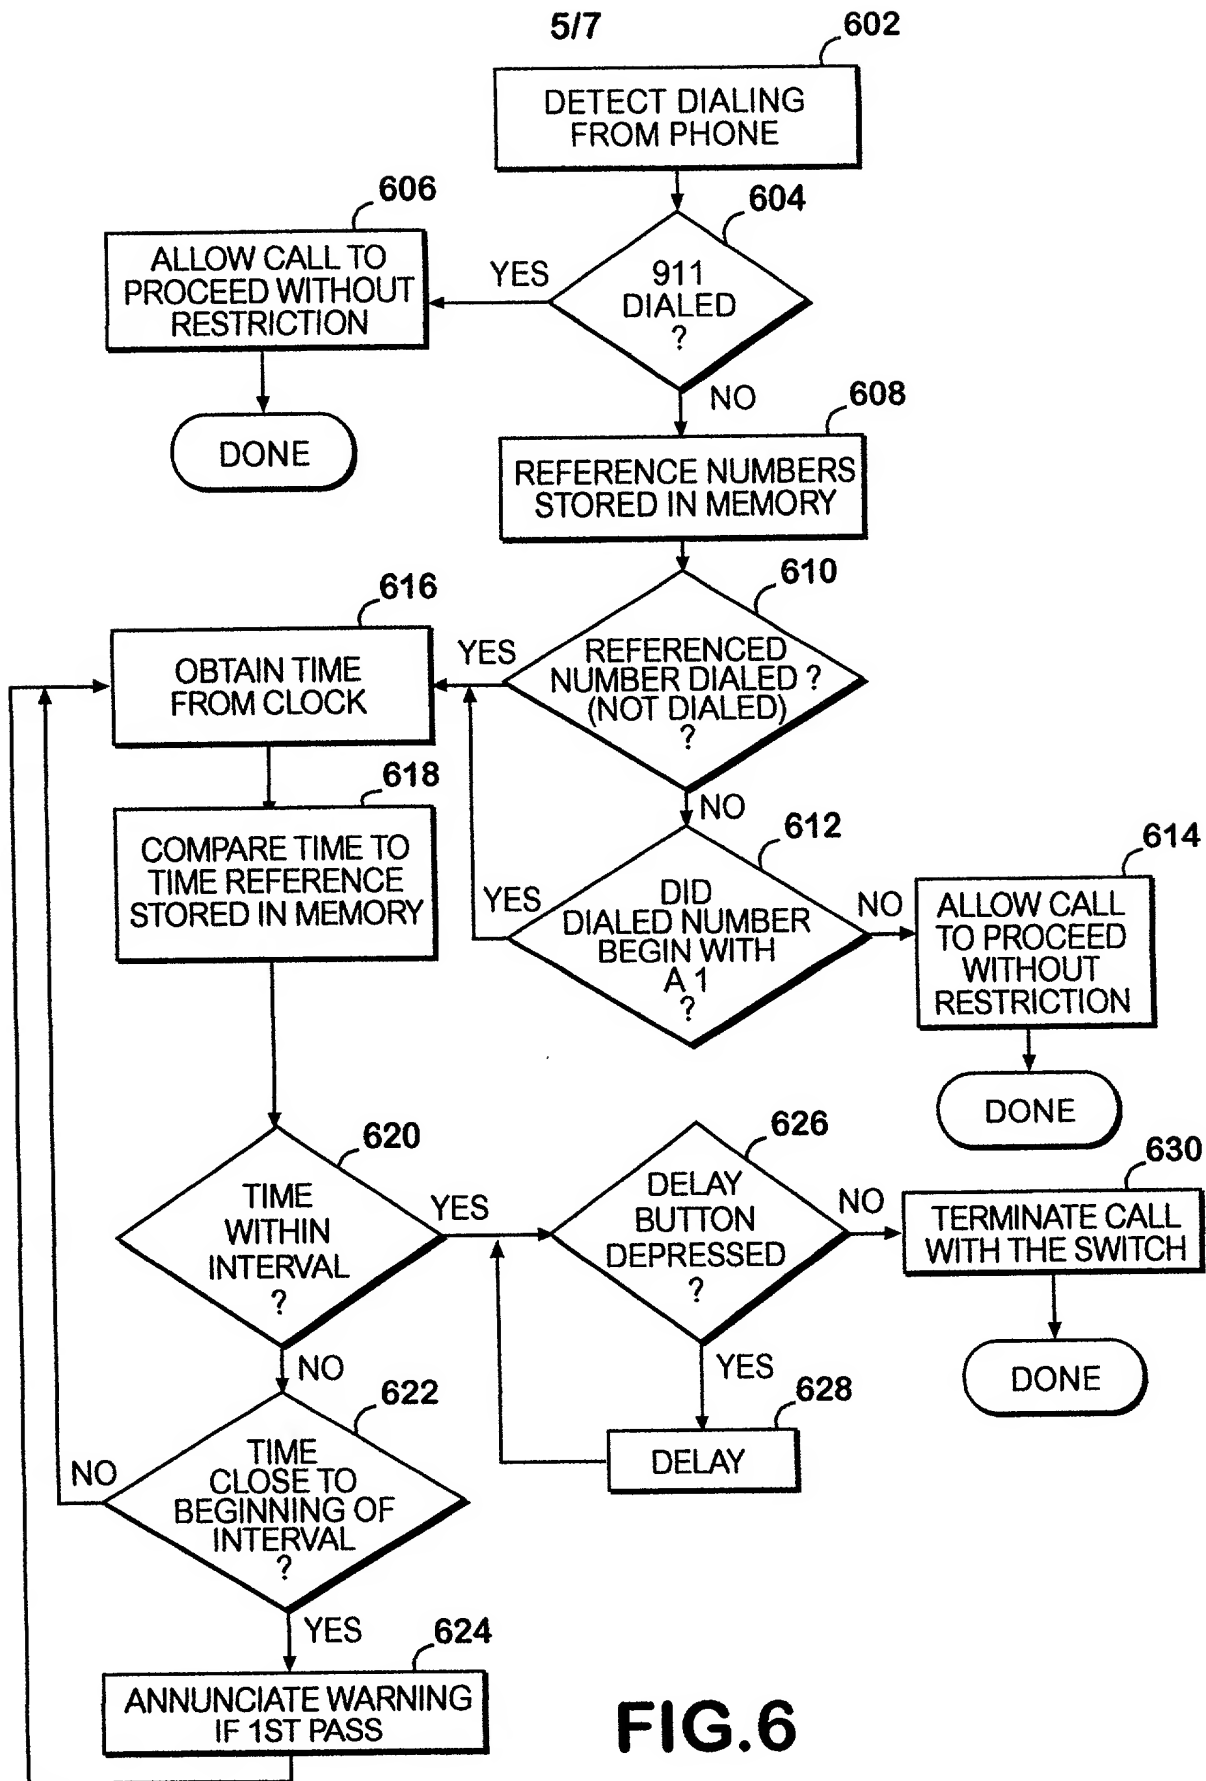 5/7
602
DETECT DIALING
FROM PHONE
606
604
ALLOW CALL TO
PROCEED WITHOUT
RESTRICTION
YES
911
DIALED
?
NO
DONE
608
REFERENCE NUMBERS
STORED IN MEMORY
616
610
OBTAIN TIME
FROM CLOCK
YES
REFERENCED
NUMBER DIALED ?
(NOT DIALED)
?
NO
618
612
614
COMPARE TIME TO
TIME REFERENCE
STORED IN MEMORY
YES
DID
DIALED NUMBER
BEGIN WITH
A 1
?
NO
ALLOW CALL
TO PROCEED
WITHOUT
RESTRICTION
DONE
620
626
630
TIME
WITHIN
INTERVAL
?
YES
DELAY
BUTTON
DEPRESSED
?
NO
TERMINATE CALL
WITH THE SWITCH
NO
YES
DONE
622
628
NO
TIME
CLOSE TO
BEGINNING OF
INTERVAL
?
DELAY
YES
624
ANNUNCIATE WARNING
IF 1ST PASS
FIG.6